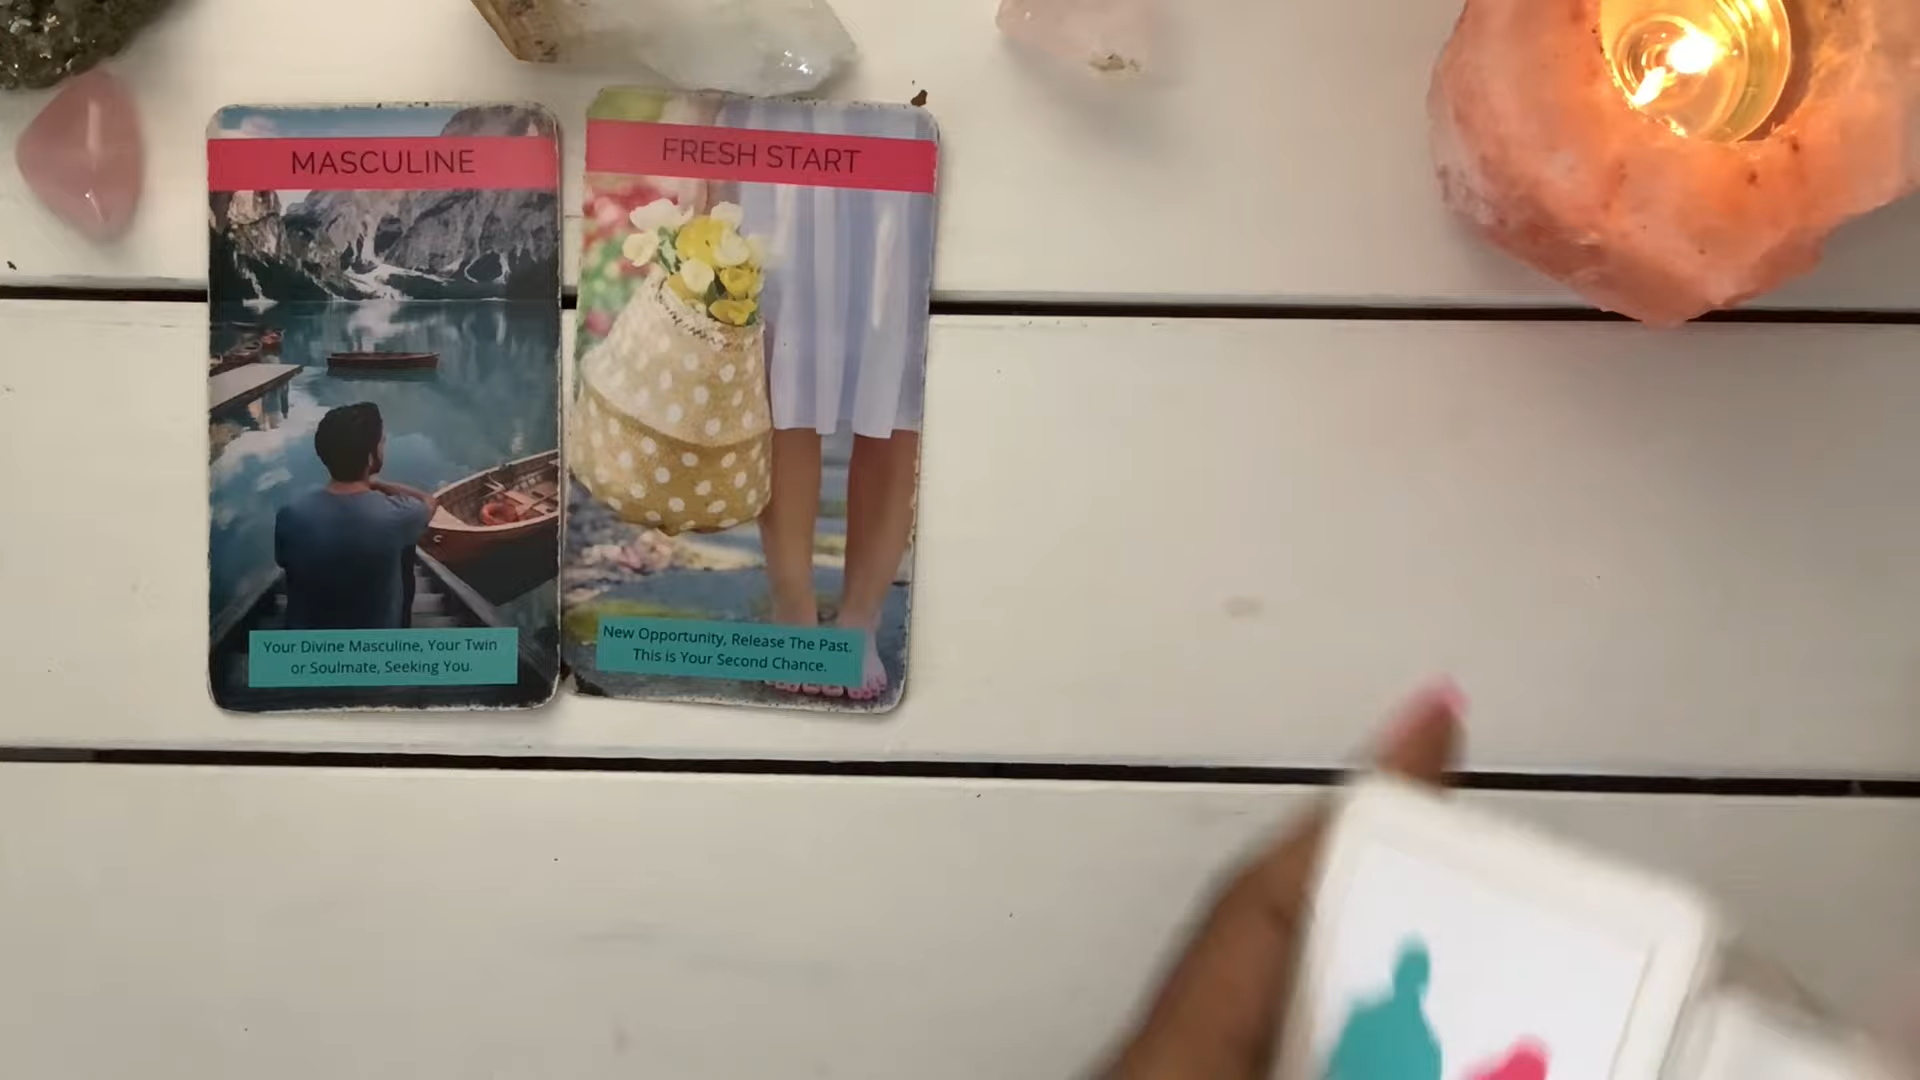 MASCULINE
Your Divine Masculine, Your Twin
or Soulmate, Seeking You.
FRESH START
New Opportunity, Release The Past.
This is Your Second Chance.